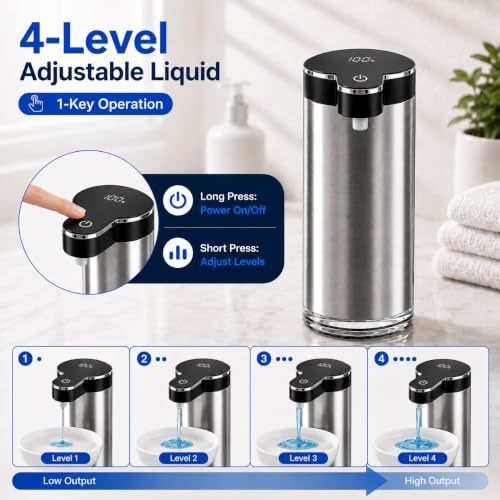 4-Level
Adjustable Liquid
1-Key Operation
100%
100%
Long Press:
Power On/Off
Short Press:
Adjust Levels
1
2
3
4
100%
100%
100%
100%
Level 1
Level 2
Level 3
Level 4
Low Output
High Output